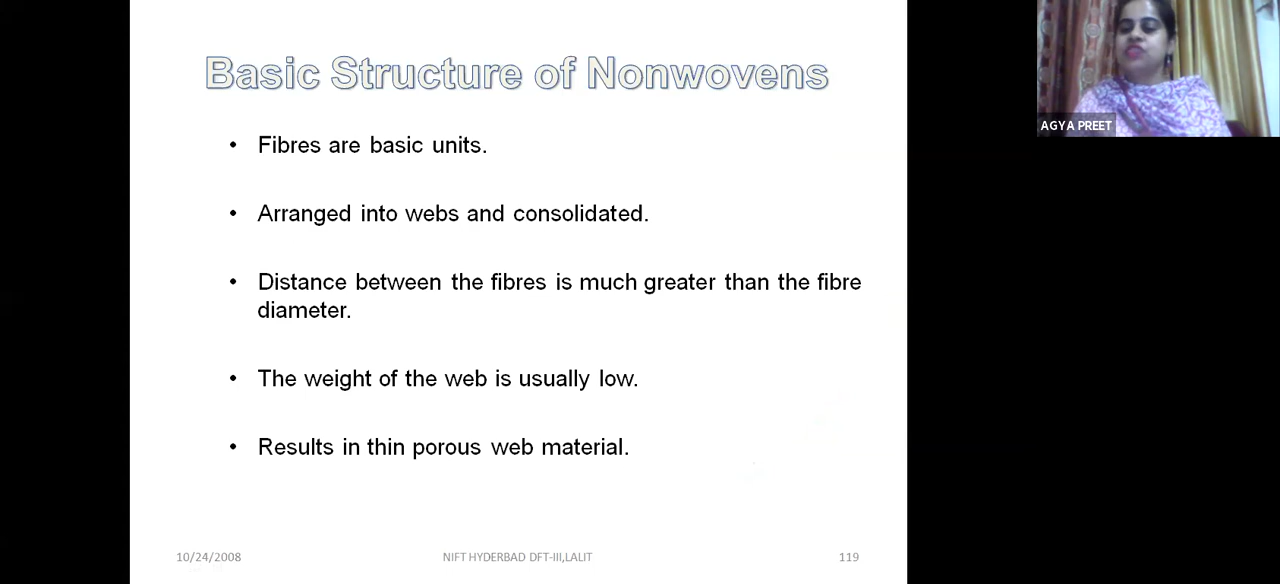 Basic Structure of Nonwovens
• Fibres are basic units.
• Arranged into webs and consolidated.
• Distance between the fibres is much greater than the fibre
diameter.
• The weight of the web is usually low.
• Results in thin porous web material.
10/24/2008
NIFT HYDERBAD DFT-III,LALIT
119
AGYA PREET